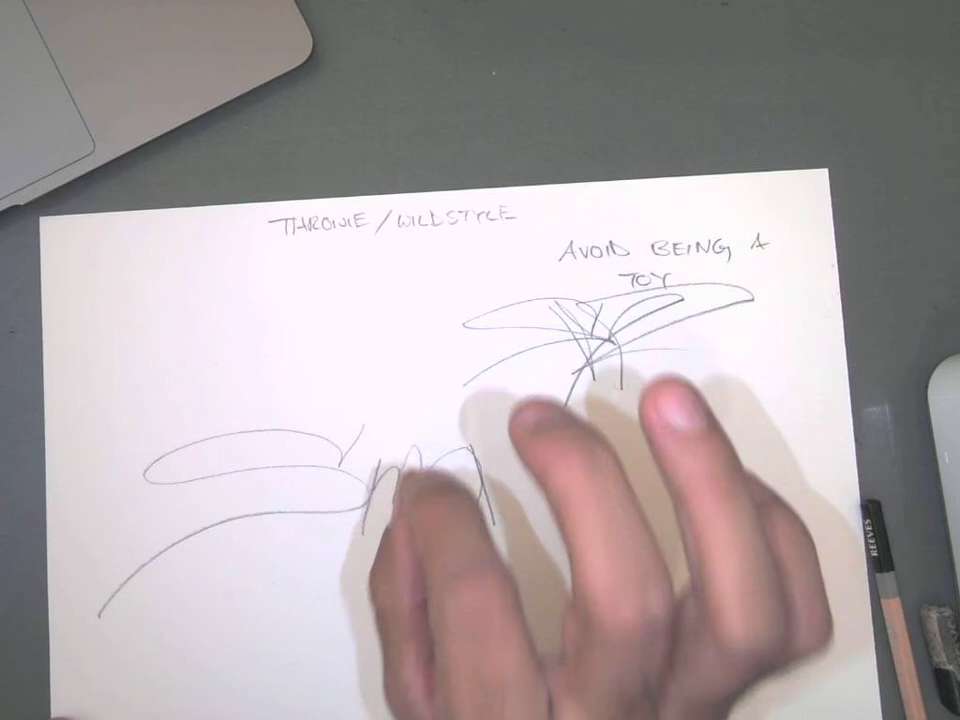 THROWIE / WILDSTYLE
AVOID BEING A
TOY
REEVES